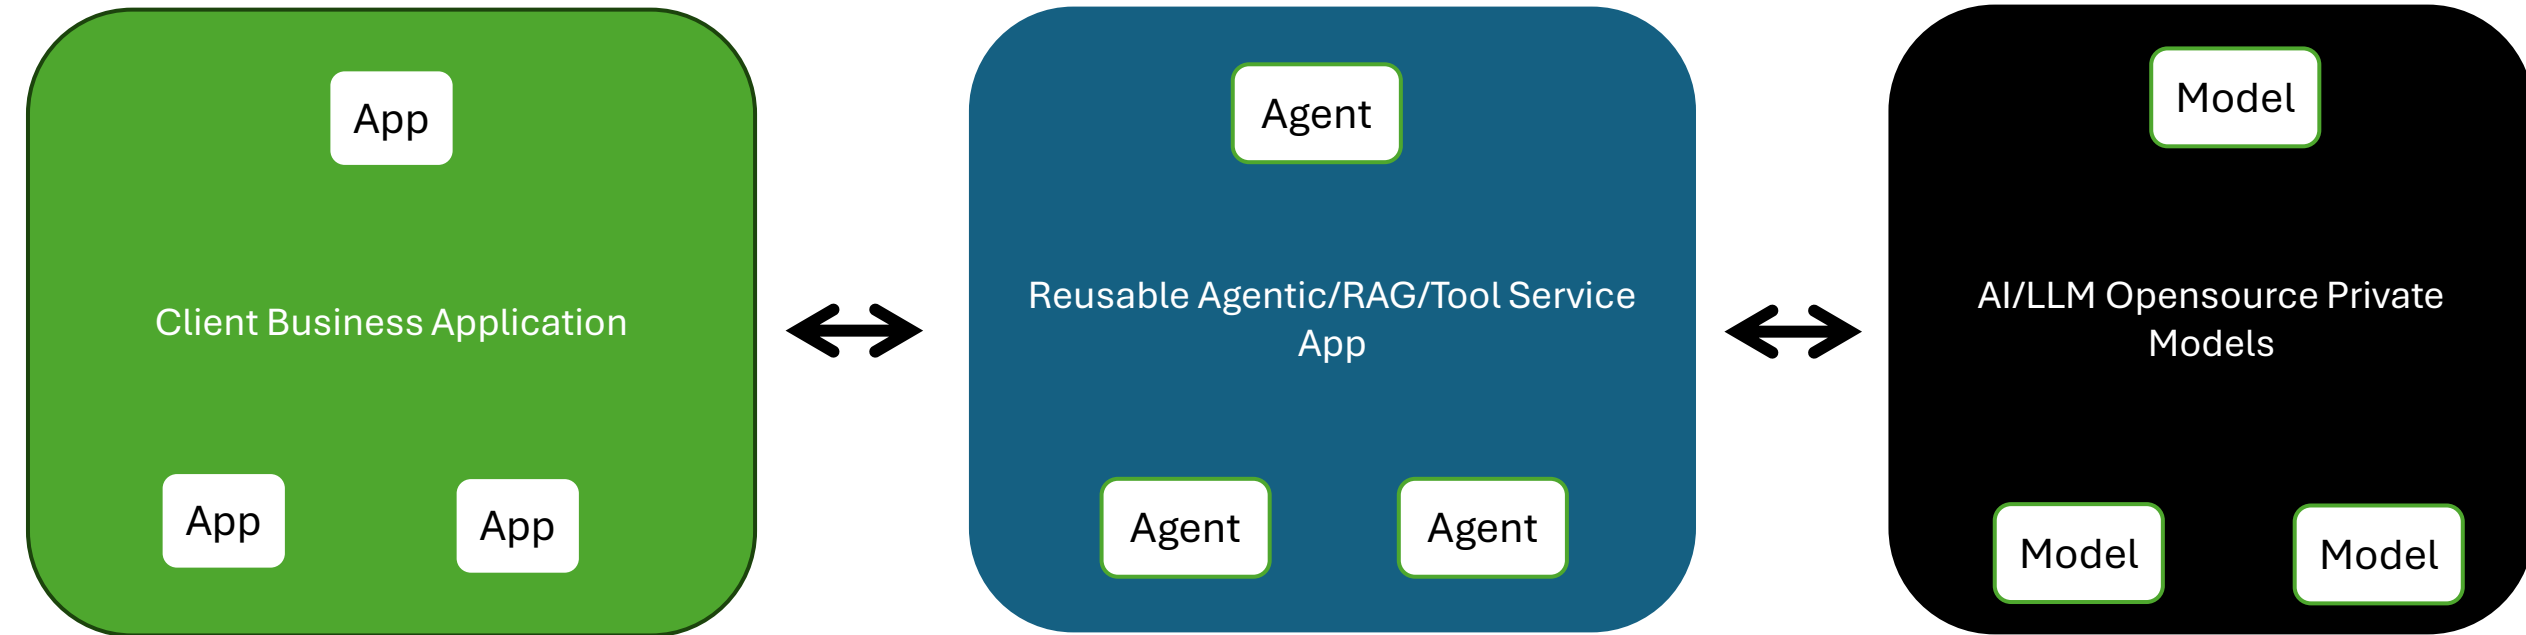 App
Client Business Application
App
App
Agent
Reusable Agentic/RAG/Tool Service
App
Agent
Agent
Model
AI/LLM Opensource Private
Models
Model
Model